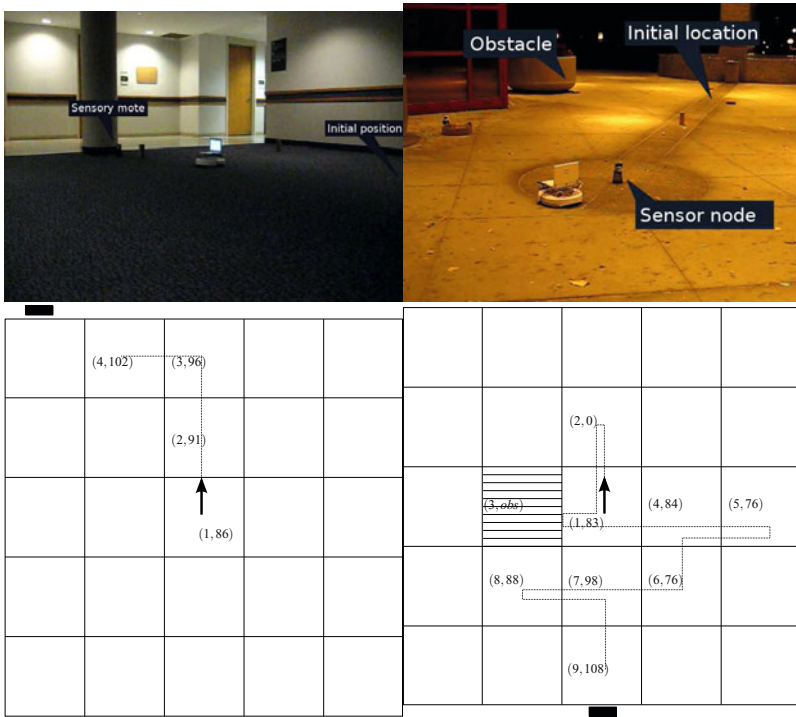 Sensory mote
Initial position
Obstacle
Initial location
Sensor node
(4, 102)
(3, 96)
(2, 91)
(1, 86)
(2, 0)
(3, obs)
(4, 84)
(5, 76)
(1, 83)
(8, 88)
(7, 98)
(6, 76)
(9, 108)